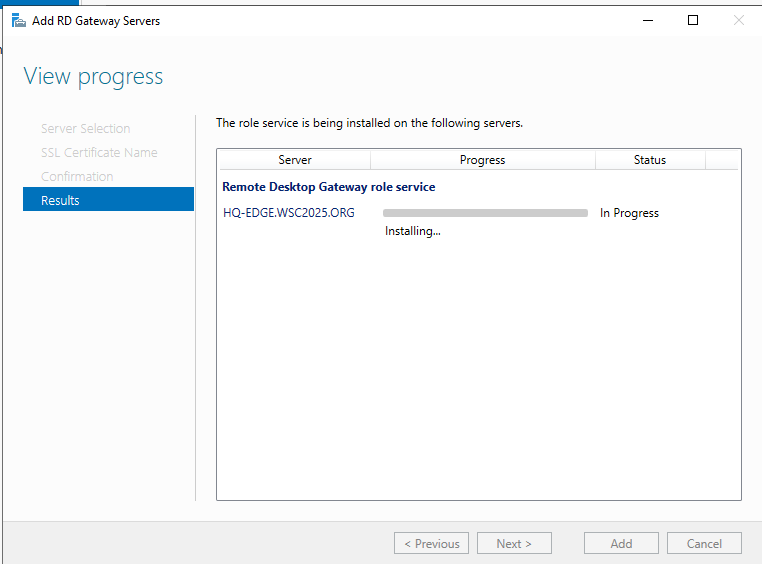 Add RD Gateway Servers
View progress
Server Selection
SSL Certificate Name
Confirmation
Results
The role service is being installed on the following servers.
Server Progress Status
Remote Desktop Gateway role service
HQ-EDGE.WSC2025.ORG In Progress
Installing...
< Previous Next > Add Cancel